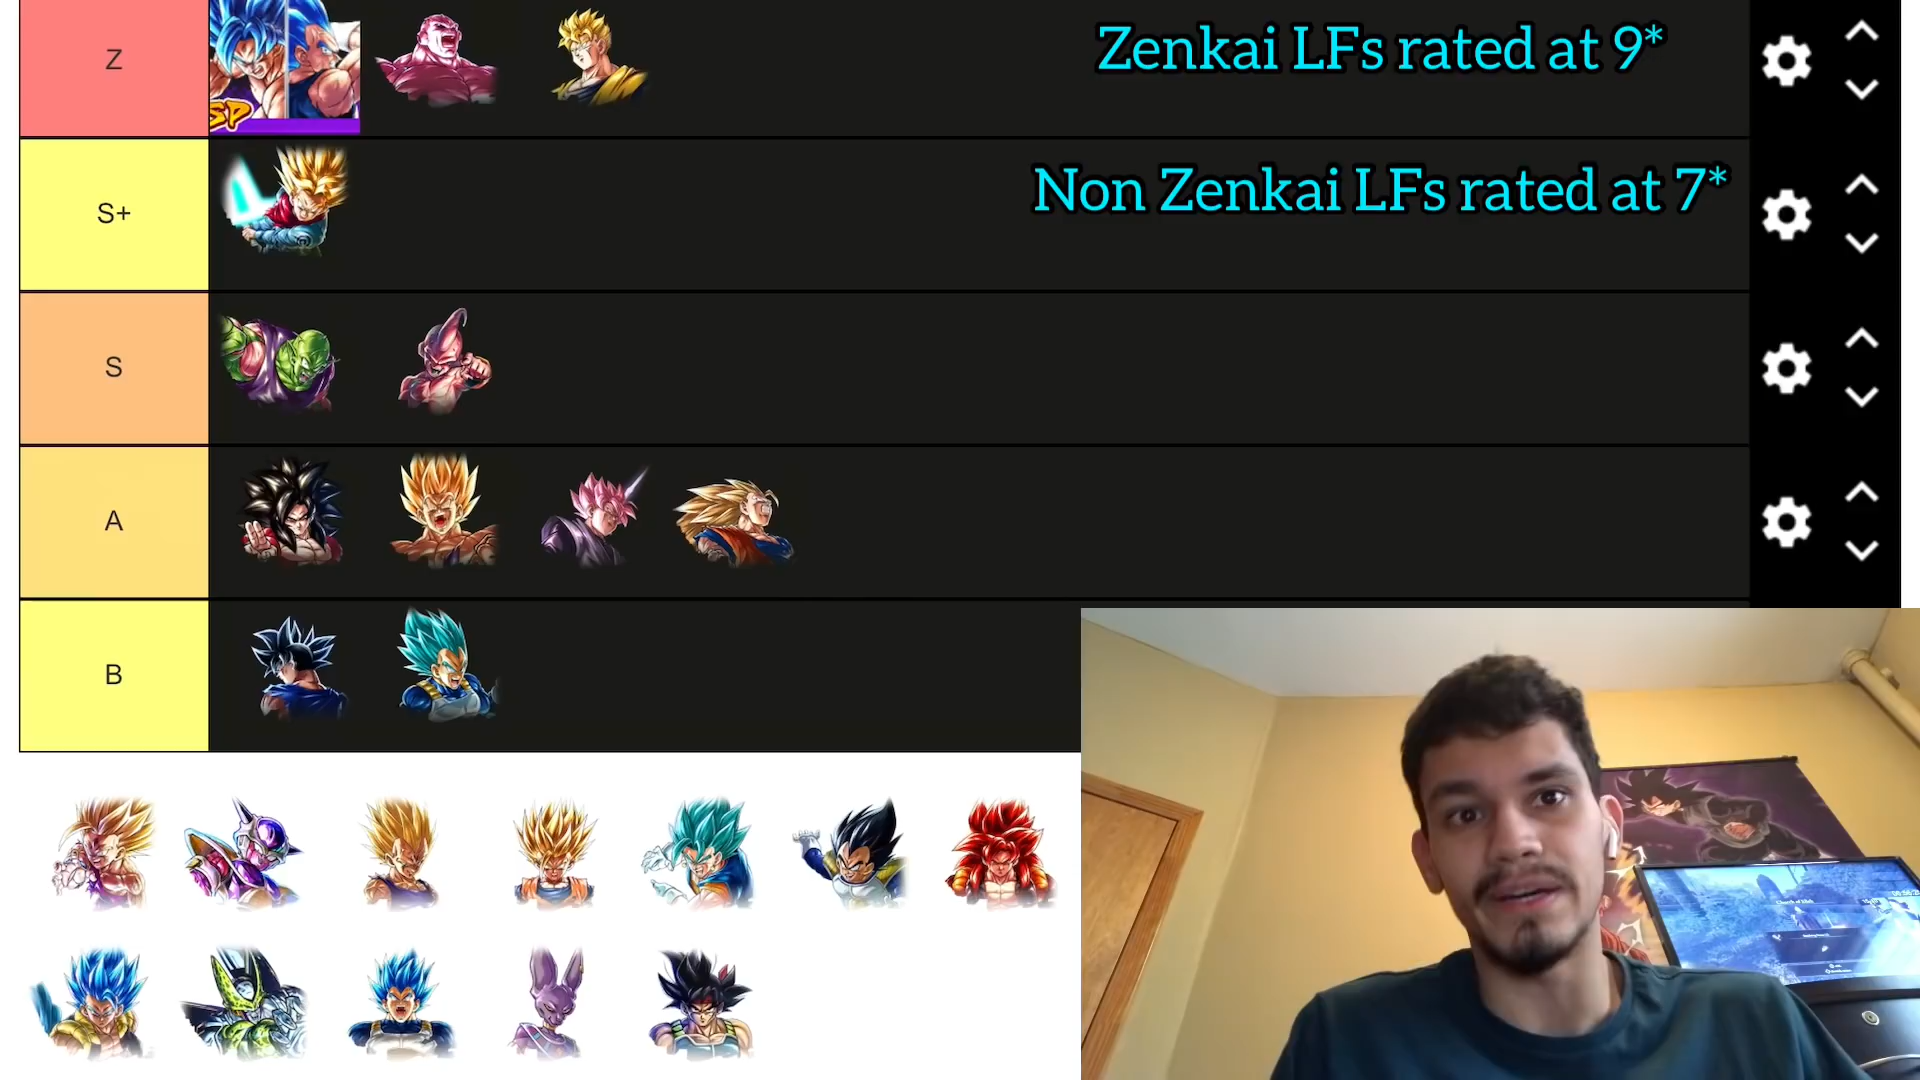 Z
SP
Zenkai LFs rated at 9*
S+
Non Zenkai LFs rated at 7*
S
A
B